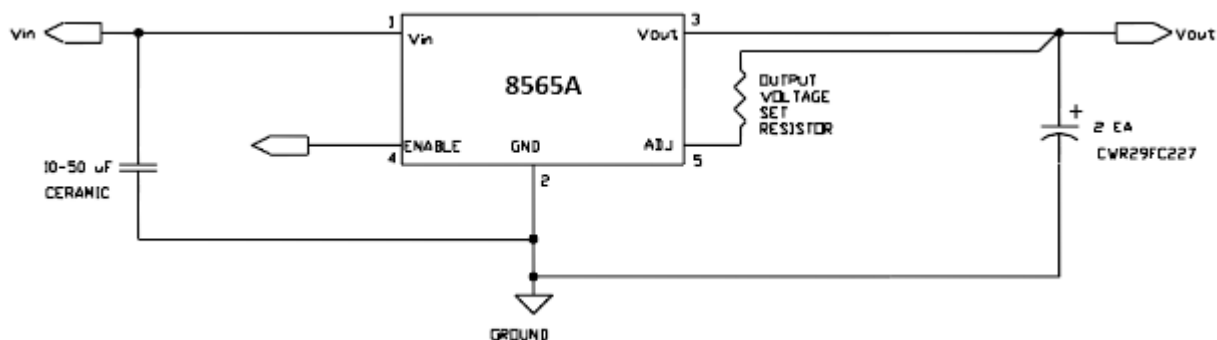 Vin
1
Vin
8565A
Vout
3
Vout
OUTPUT
VOLTAGE
SET
RESISTOR
+
2 EA
CWR29FC227
ENABLE
4
GND
2
ADJ
5
10-50 uF
CERAMIC
GROUND